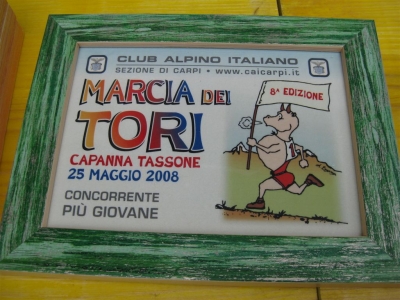 CLUB ALPINO ITALIANO
SEZIONE DI CARPI • www.caicarpi.it
MARCIA DEI
TORI
8ª EDIZIONE
CAPANNA TASSONE
25 MAGGIO 2008
CONCORRENTE
PIÙ GIOVANE